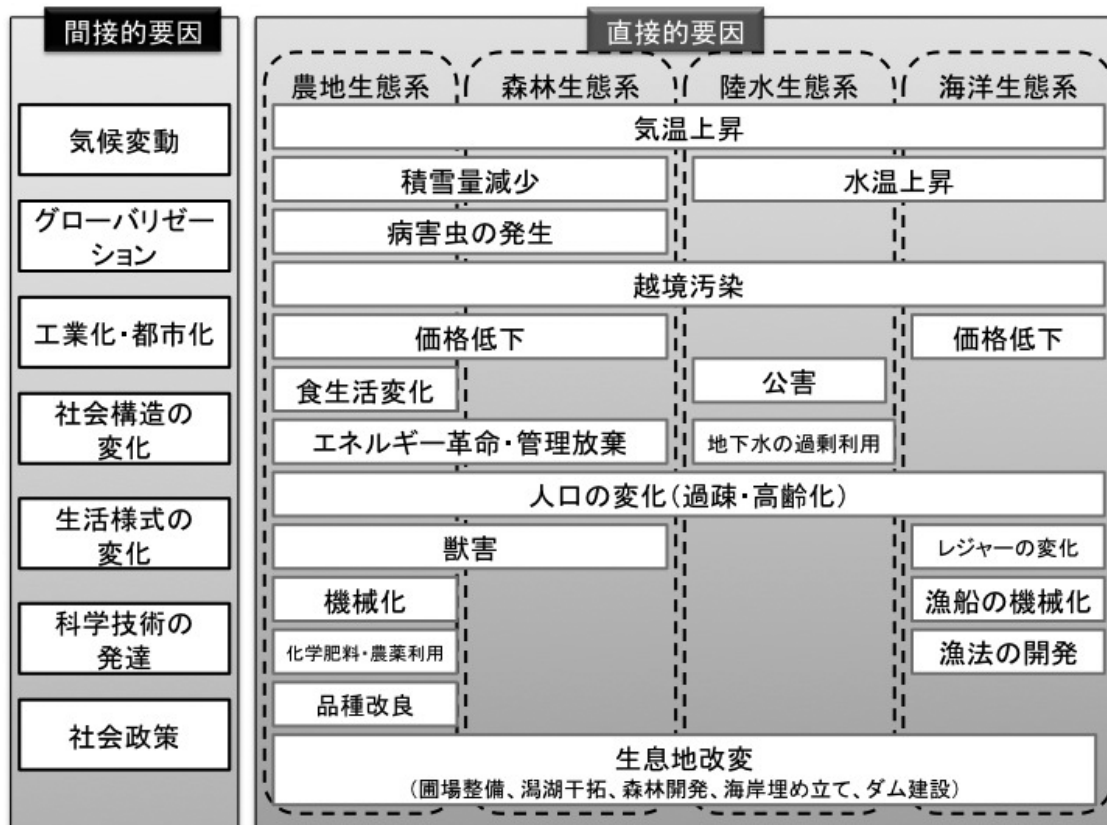 間接的要因
直接的要因
気候変動
グローバリゼー
ション
工業化・都市化
社会構造の
変化
生活様式の
変化
科学技術の
発達
社会政策
農地生態系
森林生態系
陸水生態系
海洋生態系
気温上昇
積雪量減少
水温上昇
病害虫の発生
越境汚染
価格低下
価格低下
食生活変化
公害
エネルギー革命・管理放棄
地下水の過剰利用
人口の変化(過疎・高齢化)
獣害
レジャーの変化
機械化
漁船の機械化
化学肥料・農薬利用
漁法の開発
品種改良
生息地改変
(圃場整備、潟湖干拓、森林開発、海岸埋め立て、ダム建設)